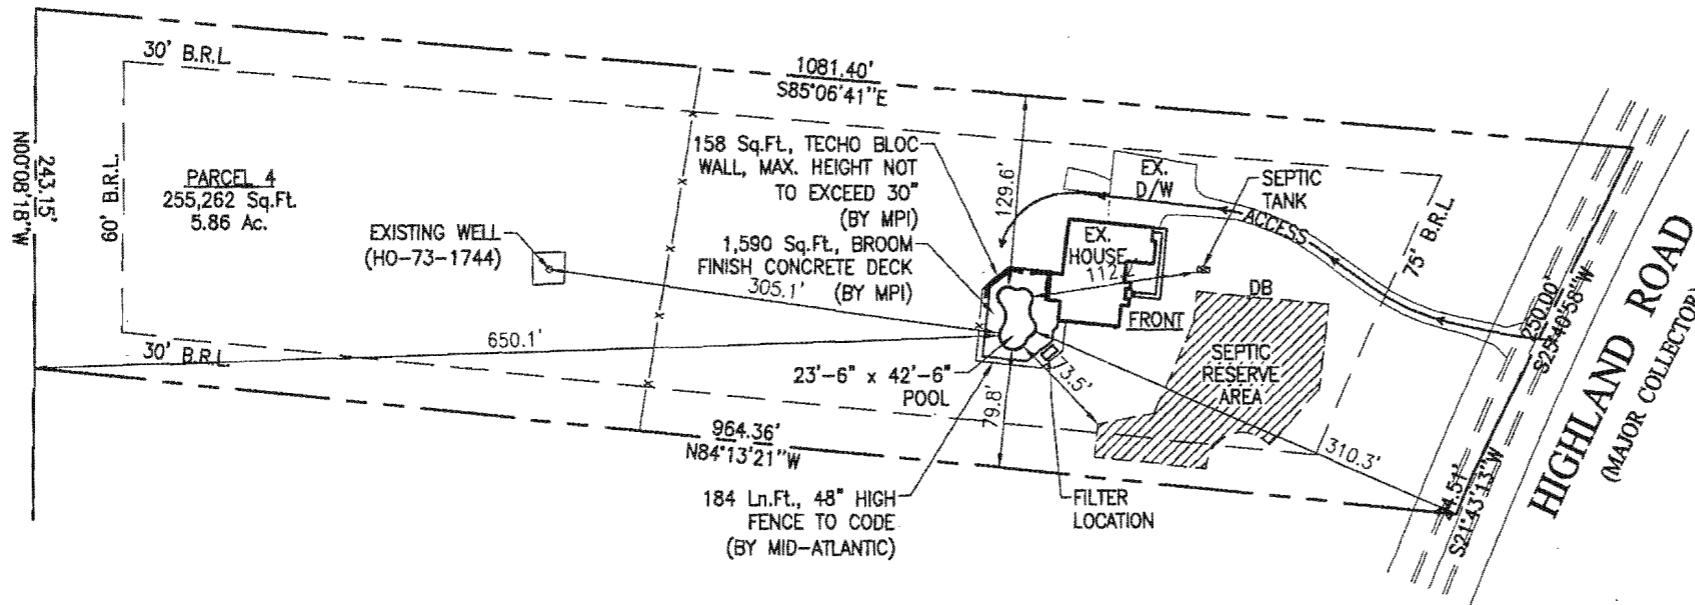 30' B.R.L.
1081.40'
S85°06'41"E
243.15'
N00°08'18"W
60' B.R.L.
PARCEL 4
255,262 Sq.Ft.
5.86 Ac.
EXISTING WELL
(HO-73-1744)
158 Sq.Ft., TECHO BLOC
WALL, MAX. HEIGHT NOT
TO EXCEED 30"
(BY MPI)
1,590 Sq.Ft., BROOM
FINISH CONCRETE DECK
(BY MPI)
305.1'
129.6'
EX.
D/W
SEPTIC
TANK
ACCESS
EX.
HOUSE
75' B.R.L.
DB
FRONT
250.00'
S25°40'58"W
HIGHLAND ROAD
(MAJOR COLLECTOR)
650.1'
30' B.R.L.
23'-6" x 42'-6"
POOL
79.8'
73.5'
SEPTIC
RESERVE
AREA
310.3'
964.36'
N84°13'21"W
184 Ln.Ft., 48" HIGH
FENCE TO CODE
(BY MID-ATLANTIC)
FILTER
LOCATION
S21°43'13"W